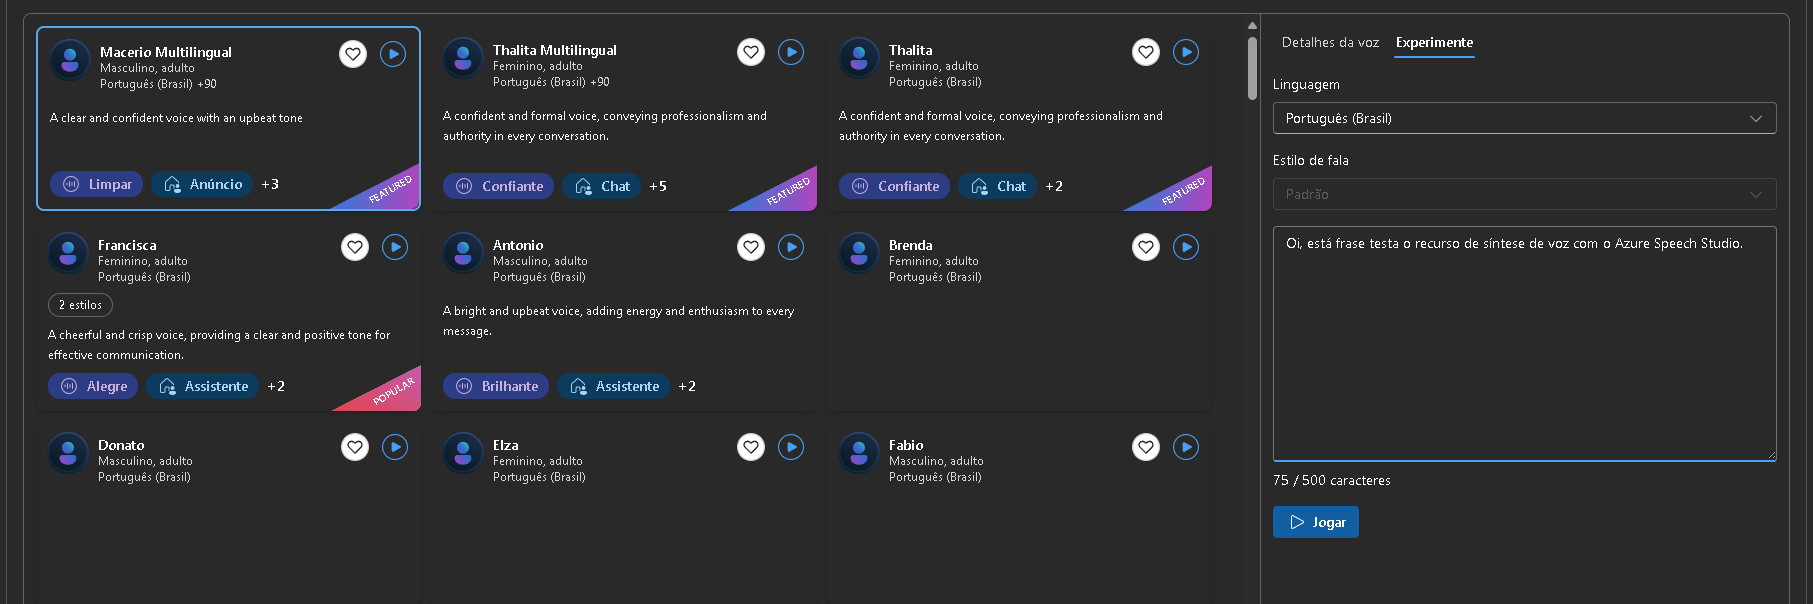 Macerio Multilingual
Masculino, adulto
Português (Brasil) +90
A clear and confident voice with an upbeat tone
Limpar
Anúncio
+3
FEATURED
Thalita Multilingual
Feminino, adulto
Português (Brasil) +90
A confident and formal voice, conveying professionalism and
authority in every conversation.
Confiante
Chat
+5
FEATURED
Thalita
Feminino, adulto
Português (Brasil)
A confident and formal voice, conveying professionalism and
authority in every conversation.
Confiante
Chat
+2
FEATURED
Francisca
Feminino, adulto
Português (Brasil)
2 estilos
A cheerful and crisp voice, providing a clear and positive tone for
effective communication.
Alegre
Assistente
+2
POPULAR
Antonio
Masculino, adulto
Português (Brasil)
A bright and upbeat voice, adding energy and enthusiasm to every
message.
Brilhante
Assistente
+2
Brenda
Feminino, adulto
Português (Brasil)
Donato
Masculino, adulto
Português (Brasil)
Elza
Feminino, adulto
Português (Brasil)
Fabio
Masculino, adulto
Português (Brasil)
Detalhes da voz
Experimente
Linguagem
Português (Brasil)
Estilo de fala
Padrão
Oi, está frase testa o recurso de síntese de voz com o Azure Speech Studio.
75 / 500 caracteres
Jogar